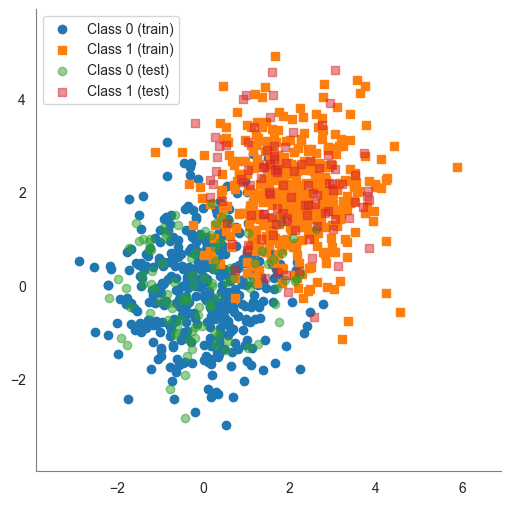 Class 0 (train)
Class 1 (train)
Class 0 (test)
Class 1 (test)
4
2
0
−2
−2 0 2 4 6